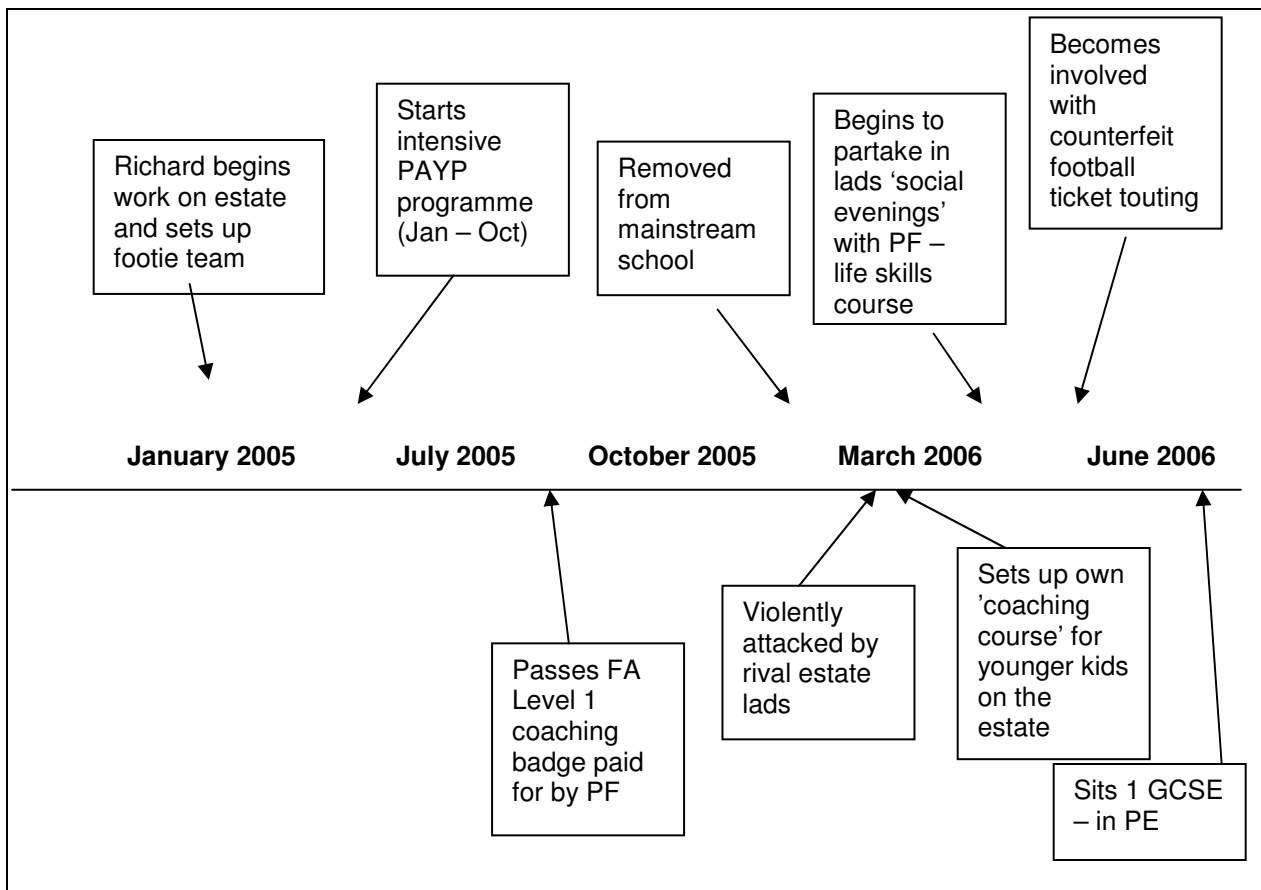 Richard begins
work on estate
and sets up
footie team
Starts
intensive
PAYP
programme
(Jan – Oct)
Removed
from
mainstream
school
Begins to
partake in
lads ‘social
evenings’
with PF –
life skills
course
Becomes
involved
with
counterfeit
football
ticket touting
January 2005 July 2005 October 2005 March 2006 June 2006
Passes FA
Level 1
coaching
badge paid
for by PF
Violently
attacked by
rival estate
lads
Sets up own
’coaching
course’ for
younger kids
on the
estate
Sits 1 GCSE
– in PE